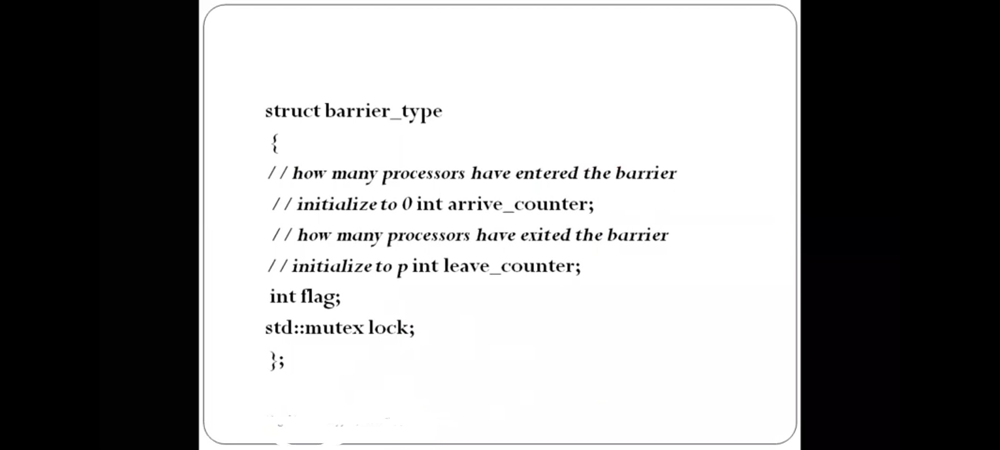 struct barrier_type
{
// how many processors have entered the barrier
// initialize to 0 int arrive_counter;
// how many processors have exited the barrier
// initialize to p int leave_counter;
int flag;
std::mutex lock;
};